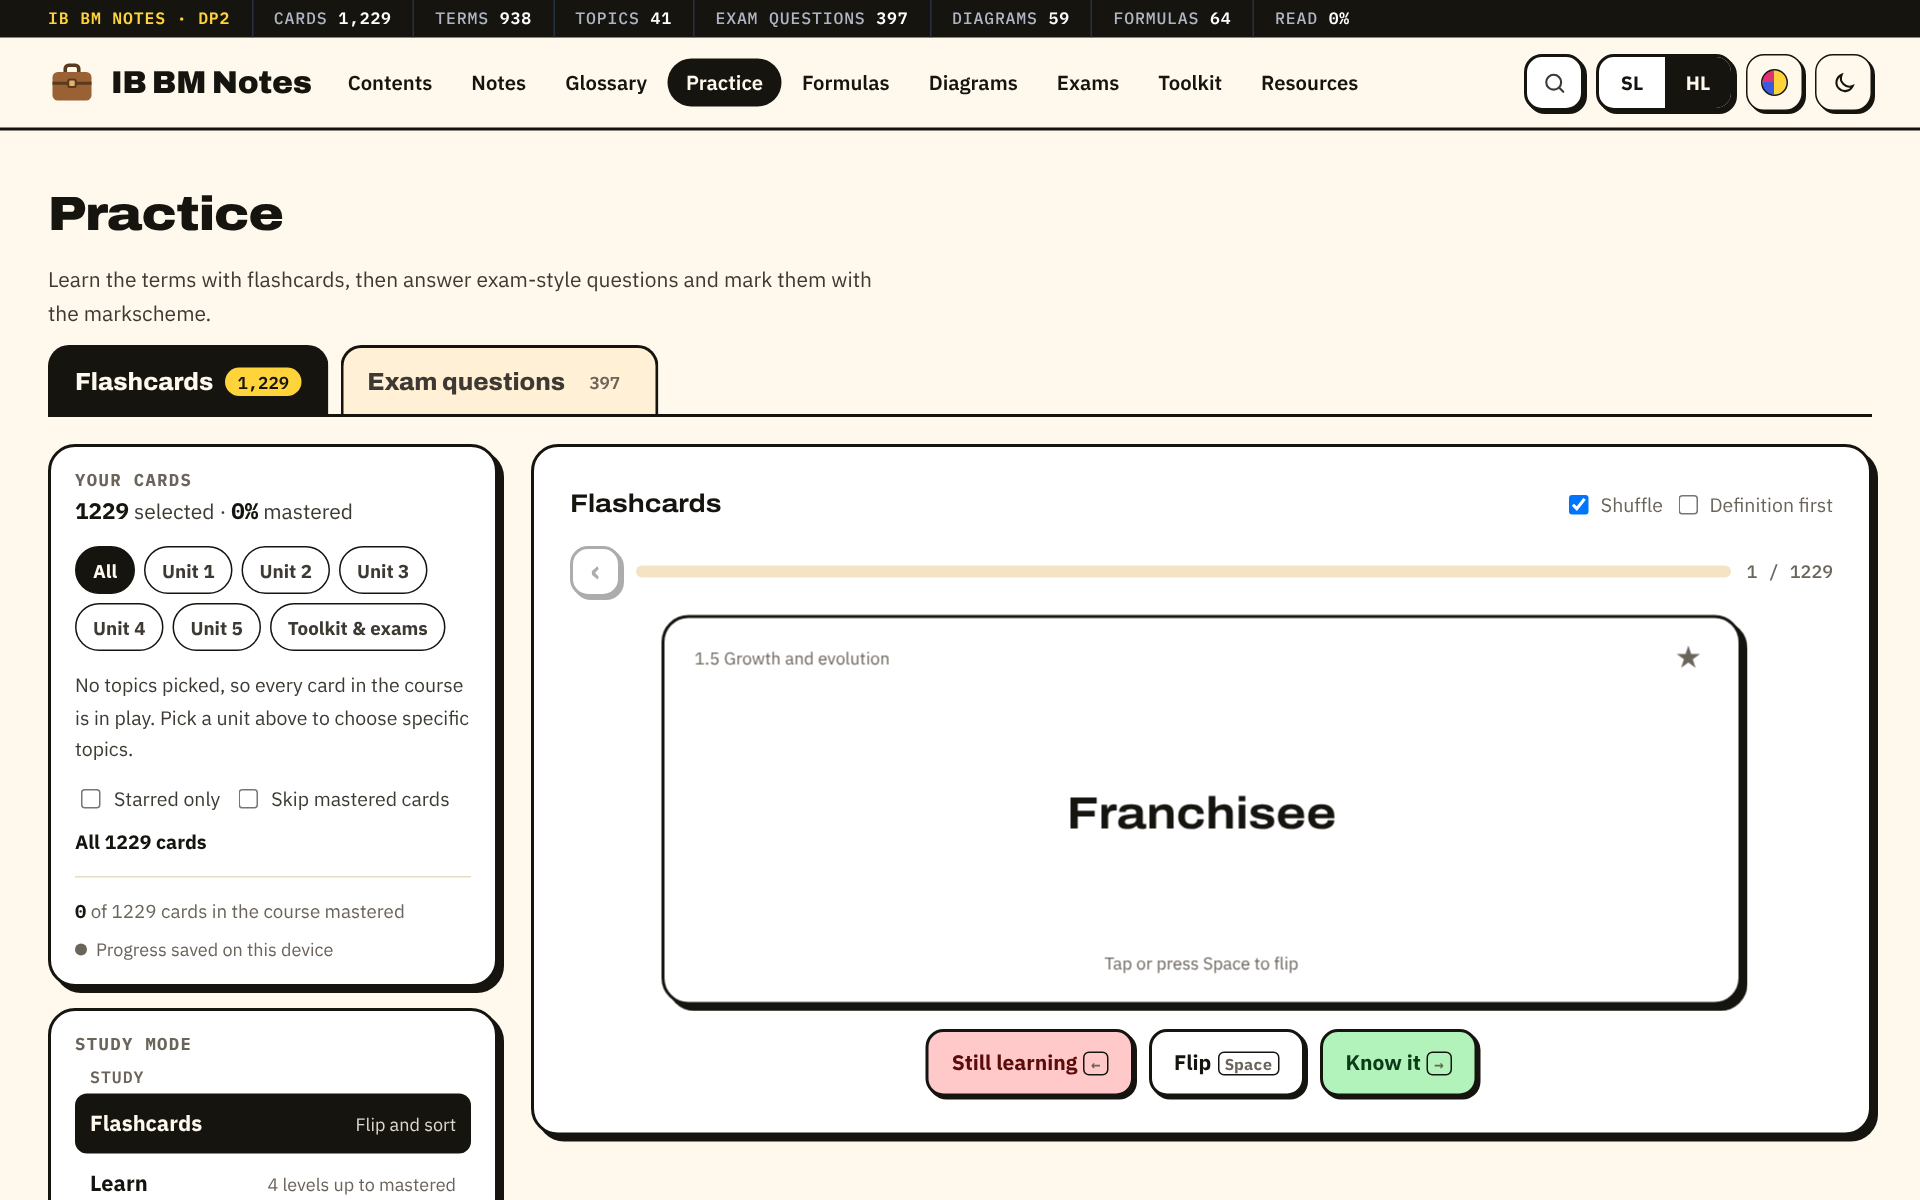 IB BM NOTES · DP2
CARDS 1,229
TERMS 938
TOPICS 41
EXAM QUESTIONS 397
DIAGRAMS 59
FORMULAS 64
READ 0%
IB BM Notes
Contents
Notes
Glossary
Practice
Formulas
Diagrams
Exams
Toolkit
Resources
SL
HL
Practice
Learn the terms with flashcards, then answer exam-style questions and mark them with
the markscheme.
Flashcards 1,229
Exam questions 397
YOUR CARDS
1229 selected · 0% mastered
All
Unit 1
Unit 2
Unit 3
Unit 4
Unit 5
Toolkit & exams
No topics picked, so every card in the course
is in play. Pick a unit above to choose specific
topics.
Starred only
Skip mastered cards
All 1229 cards
0 of 1229 cards in the course mastered
Progress saved on this device
STUDY MODE
STUDY
Flashcards Flip and sort
Learn 4 levels up to mastered
Flashcards
Shuffle
Definition first
‹
1 / 1229
1.5 Growth and evolution
★
Franchisee
Tap or press Space to flip
Still learning ←
Flip Space
Know it →